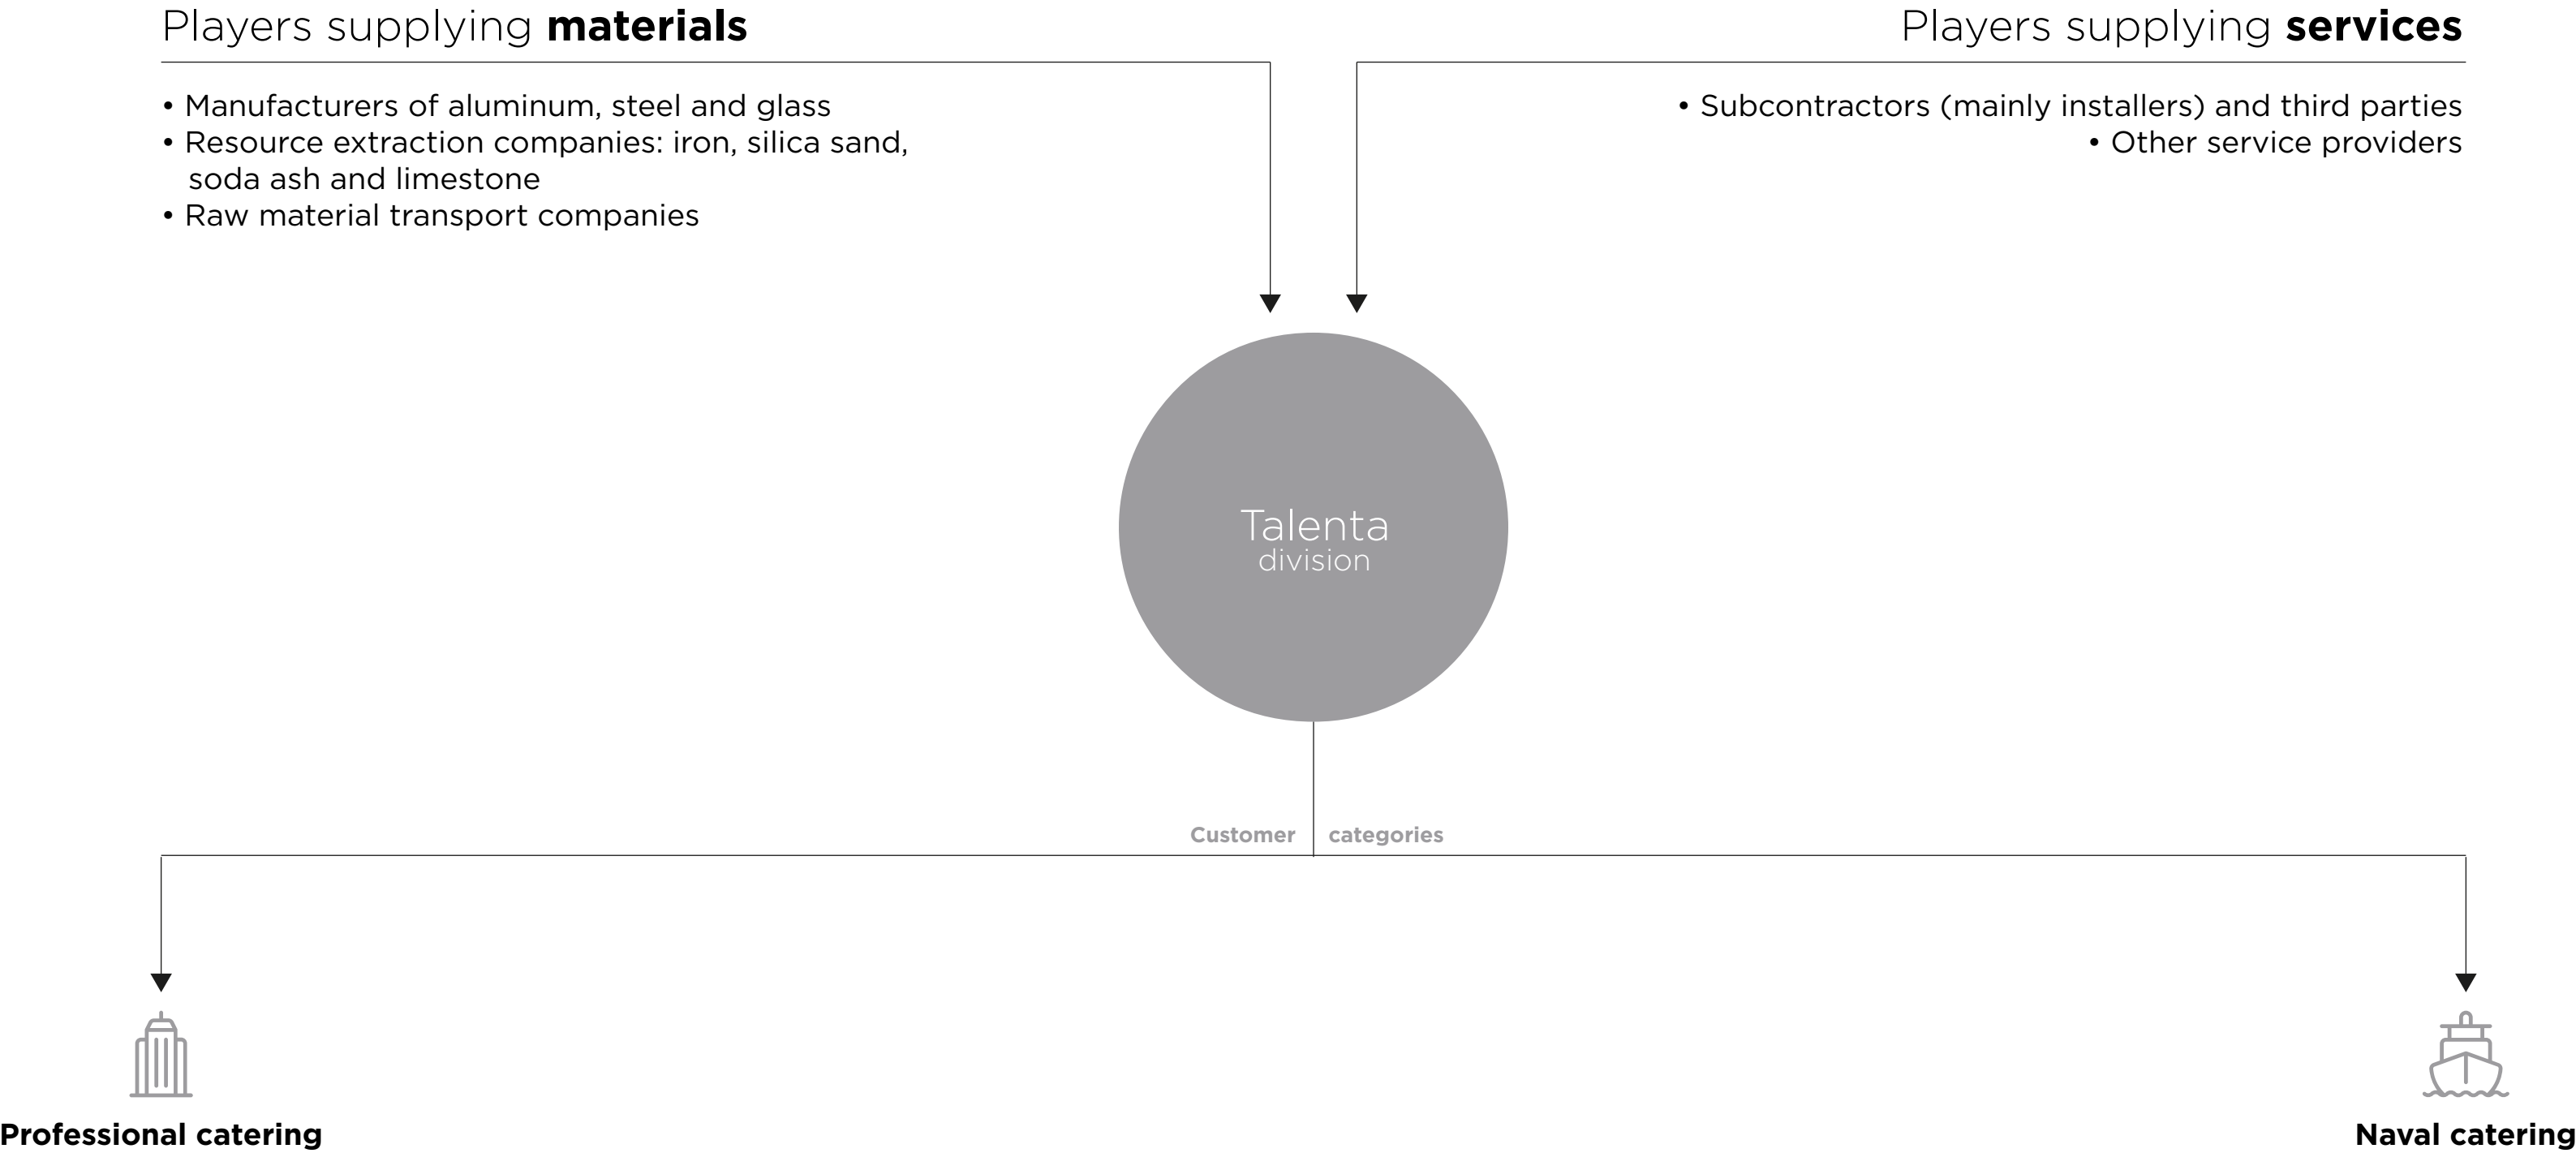 Players supplying materials
• Manufacturers of aluminum, steel and glass
• Resource extraction companies: iron, silica sand,
soda ash and limestone
• Raw material transport companies
Players supplying services
• Subcontractors (mainly installers) and third parties
• Other service providers
Talenta
division
Customer categories
Professional catering
Naval catering